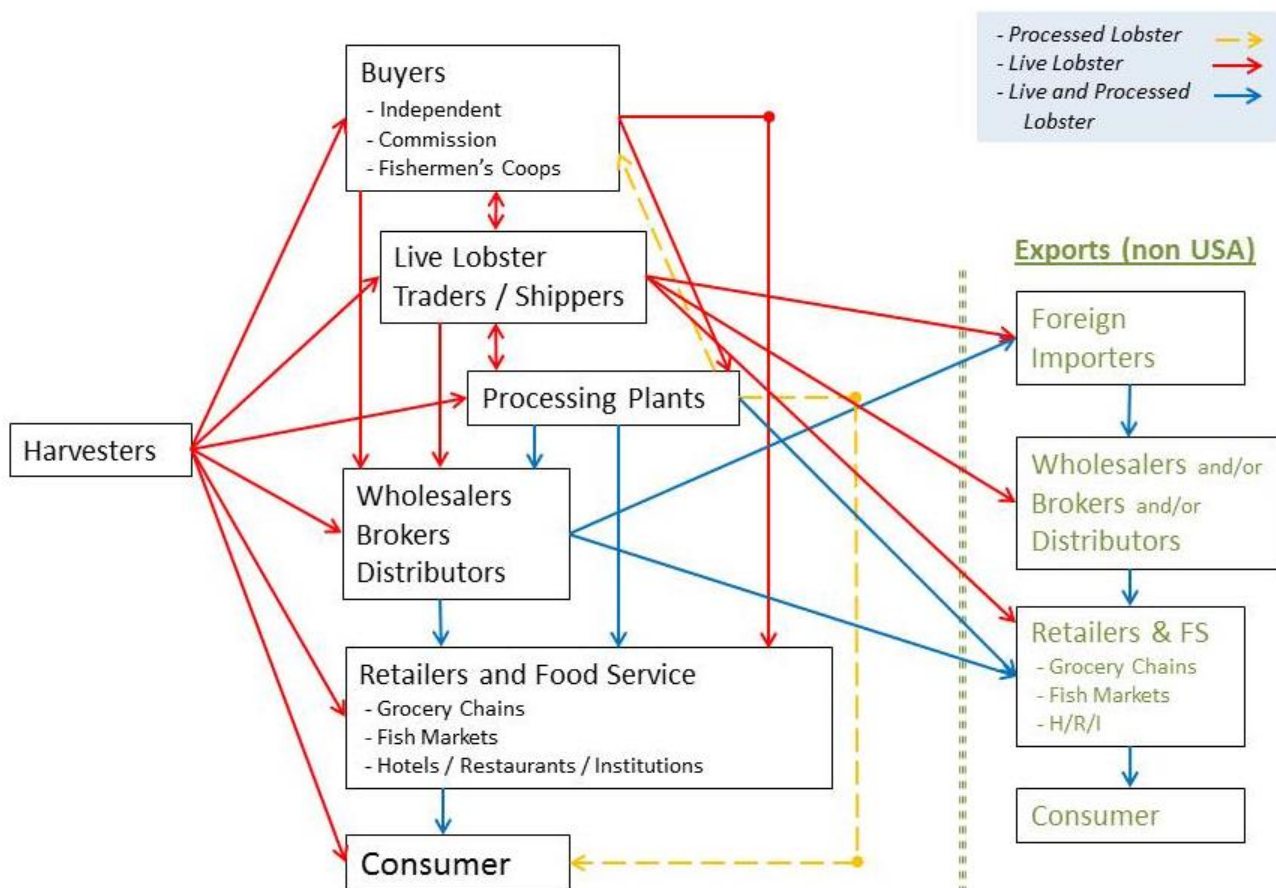 - Processed Lobster
- Live Lobster
- Live and Processed
Lobster
Buyers
- Independent
- Commission
- Fishermen's Coops
Live Lobster
Traders / Shippers
Processing Plants
Harvesters
Wholesalers
Brokers
Distributors
Retailers and Food Service
- Grocery Chains
- Fish Markets
- Hotels / Restaurants / Institutions
Consumer
Exports (non USA)
Foreign
Importers
Wholesalers and/or
Brokers and/or
Distributors
Retailers & FS
- Grocery Chains
- Fish Markets
- H/R/I
Consumer